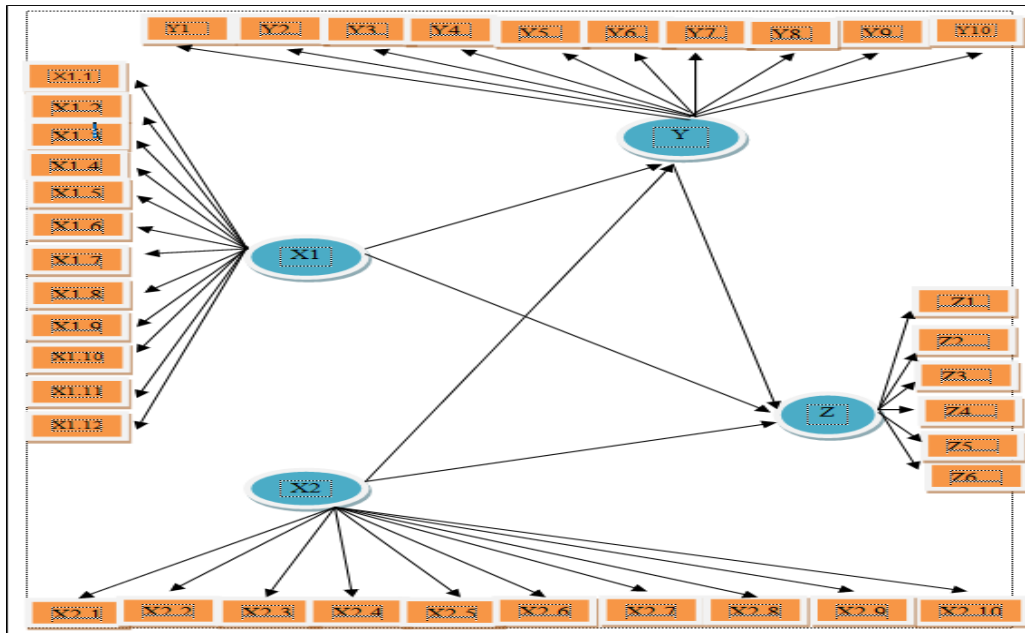 Y1 Y2 Y3 Y4 Y5 Y6 Y7 Y8 Y9 Y10
X1.1
X1.2
X1.3
X1.4
X1.5
X1.6
X1.7
X1.8
X1.9
X1.10
X1.11
X1.12
Y
X1
Z1
Z2
Z3
Z4
Z5
Z6
Z
X2
X2.1 X2.2 X2.3 X2.4 X2.5 X2.6 X2.7 X2.8 X2.9 X2.10